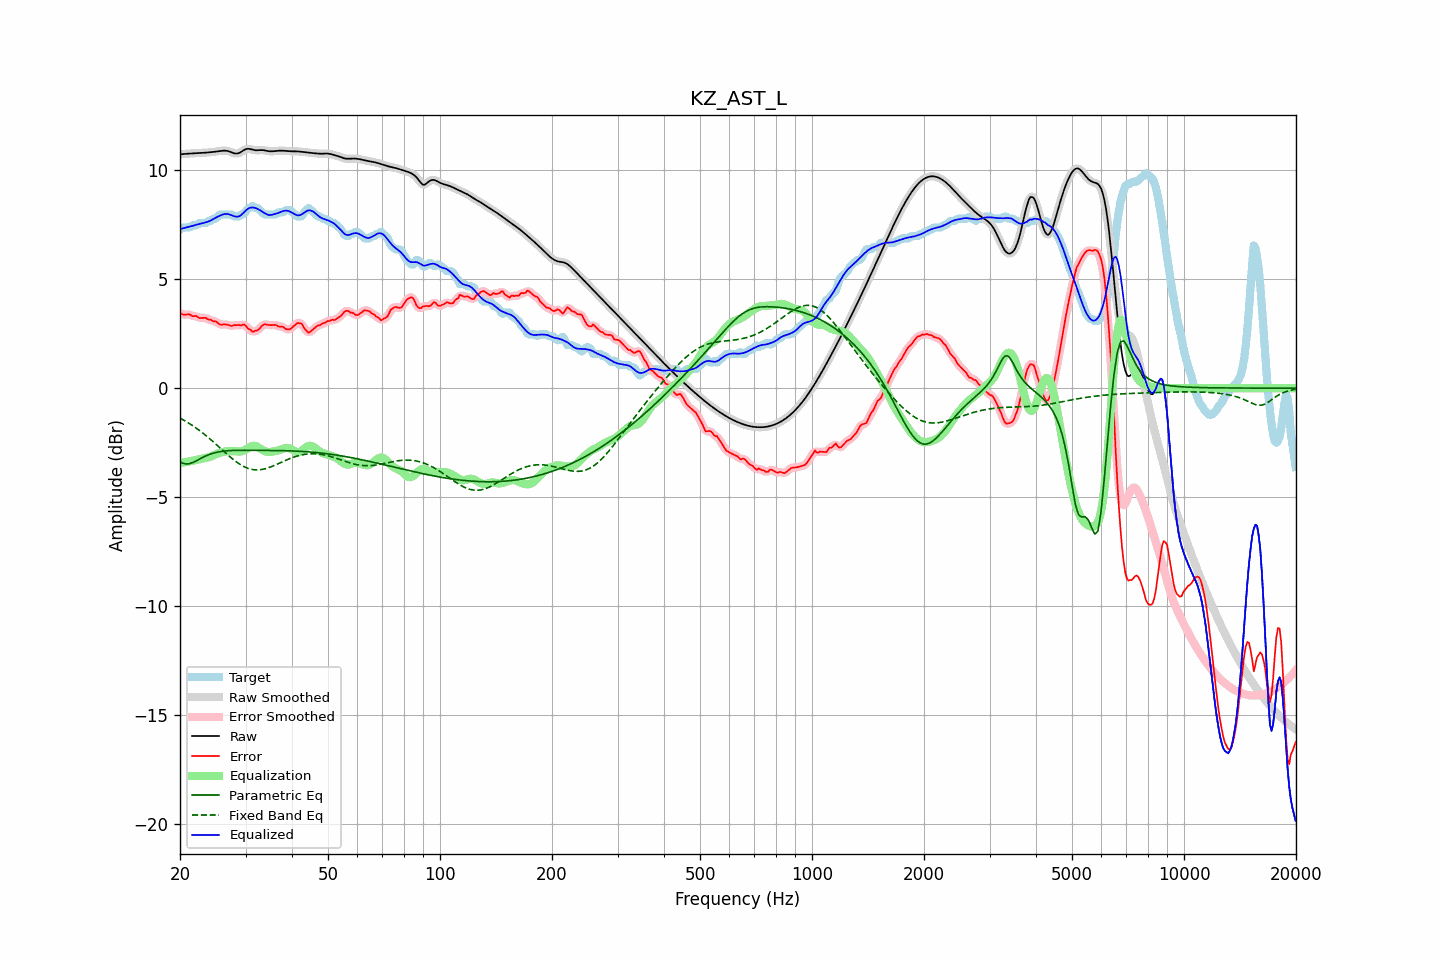 KZ_AST_L
Amplitude (dBr)
10
5
0
−5
−10
−15
−20
Target
Raw Smoothed
Error Smoothed
Raw
Error
Equalization
Parametric Eq
Fixed Band Eq
Equalized
20 50 100 200 500 1000 2000 5000 10000 20000
Frequency (Hz)